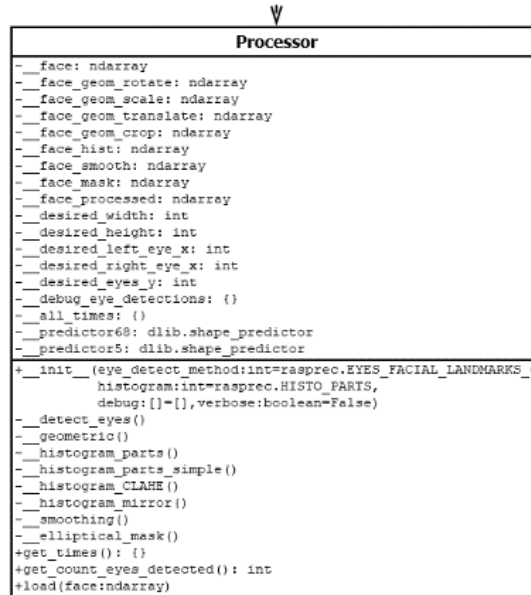 Processor
-__face: ndarray
-__face_geom_rotate: ndarray
-__face_geom_scale: ndarray
-__face_geom_translate: ndarray
-__face_geom_crop: ndarray
-__face_hist: ndarray
-__face_smooth: ndarray
-__face_mask: ndarray
-__face_processed: ndarray
-__desired_width: int
-__desired_height: int
-__desired_left_eye_x: int
-__desired_right_eye_x: int
-__desired_eyes_y: int
-__debug_eye_detections: {}
-__all_times: {}
-__predictor68: dlib.shape_predictor
-__predictor5: dlib.shape_predictor
+__init__(eye_detect_method:int=rasprec.EYES_FACIAL_LANDMARKS_
histogram:int=rasprec.HISTO_PARTS,
debug:[]=[],verbose:boolean=False)
-__detect_eyes()
-__geometric()
-__histogram_parts()
-__histogram_parts_simple()
-__histogram_CLAHE()
-__histogram_mirror()
-__smoothing()
-__elliptical_mask()
+get_times(): {}
+get_count_eyes_detected(): int
+load(face:ndarray)